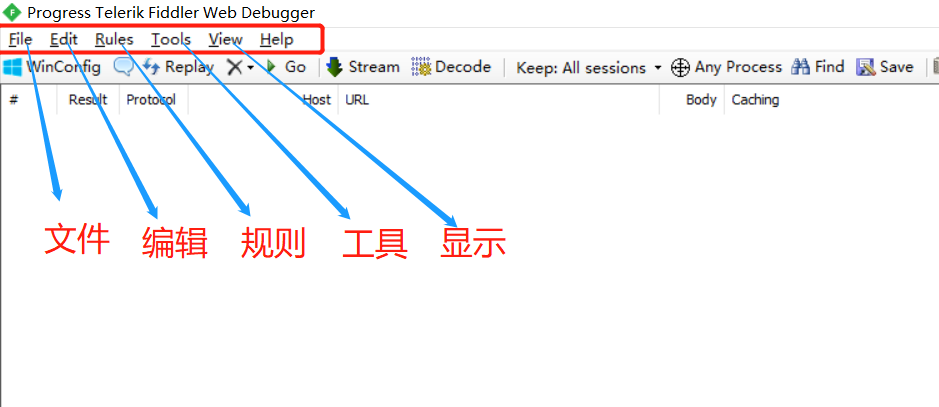 Progress Telerik Fiddler Web Debugger
File Edit Rules Tools View Help
WinConfig Replay Go Stream Decode Keep: All sessions Any Process Find Save
# Result Protocol Host URL Body Caching
文件 编辑 规则 工具 显示